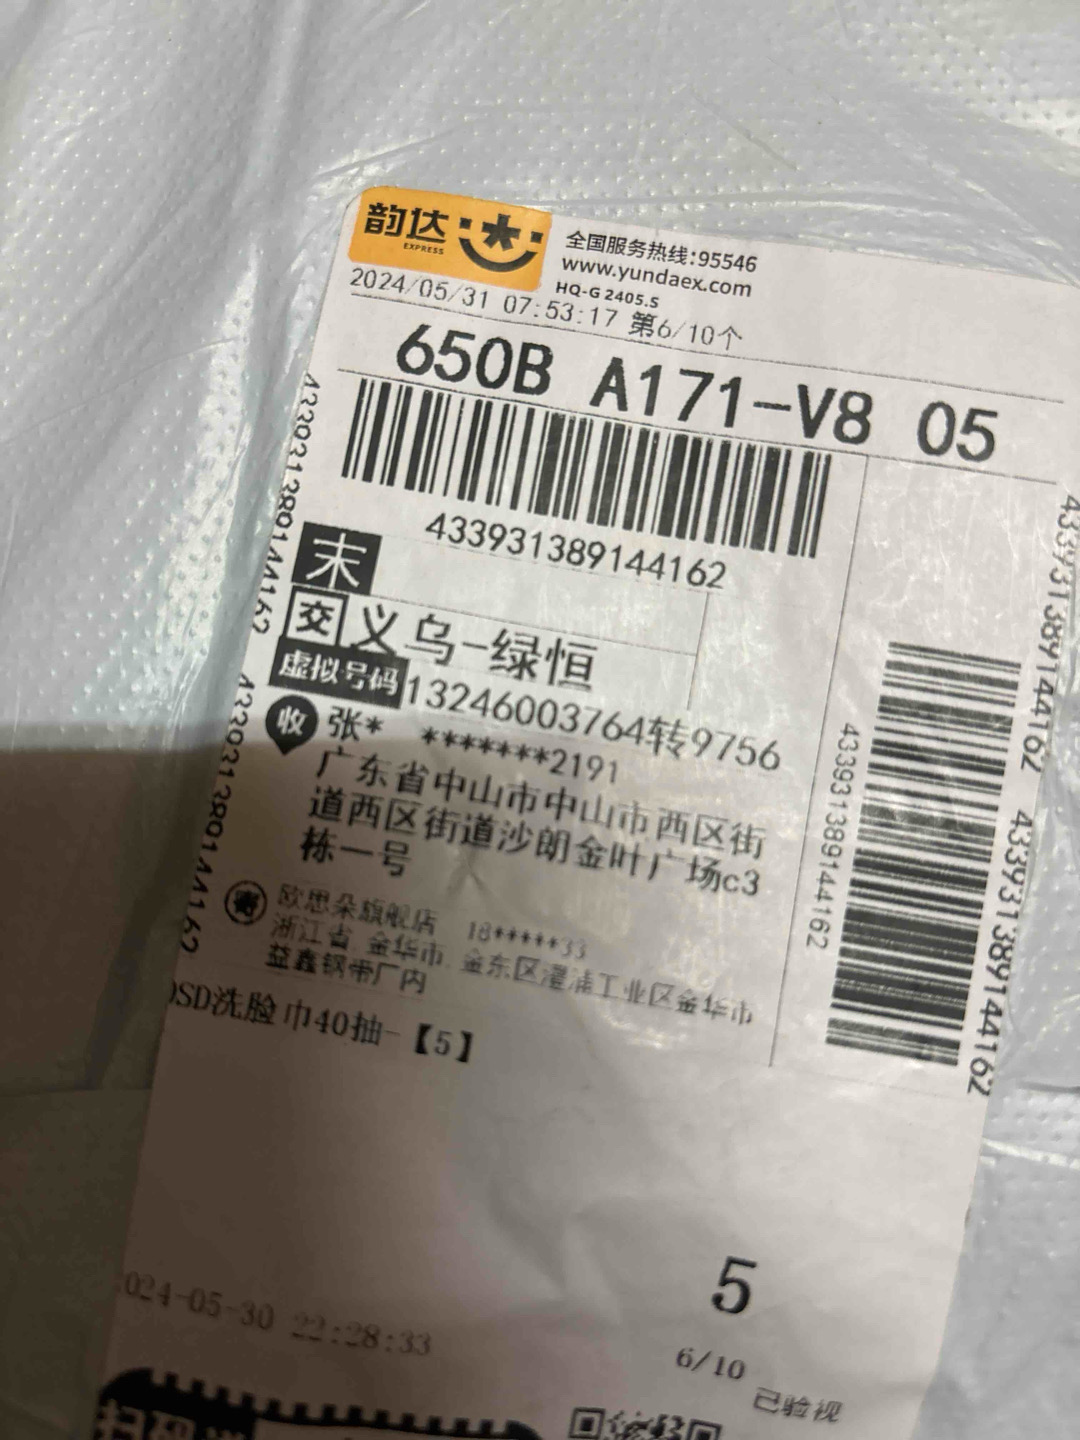 韵达
EXPRESS
全国服务热线:95546
www.yundaex.com
HQ-G 2405.S
2024/05/31 07:53:17 第6/10个
650B A171-V8 05
433931389144162
433931389144162
末
交 义乌-绿恒
虚拟号码 13246003764转9756
收 张* *******2191
广东省中山市中山市西区街
道西区街道沙朗金叶广场c3
栋一号
寄 欧思朵旗舰店 18*****33
浙江省 金华市 金东区澧浦工业区金华市
益鑫钢带厂内
433931389144162
433931389144162
433931389144162
433931389144162
SD洗脸巾40抽-【5】
5
024-05-30 22:28:33
6/10
已验视